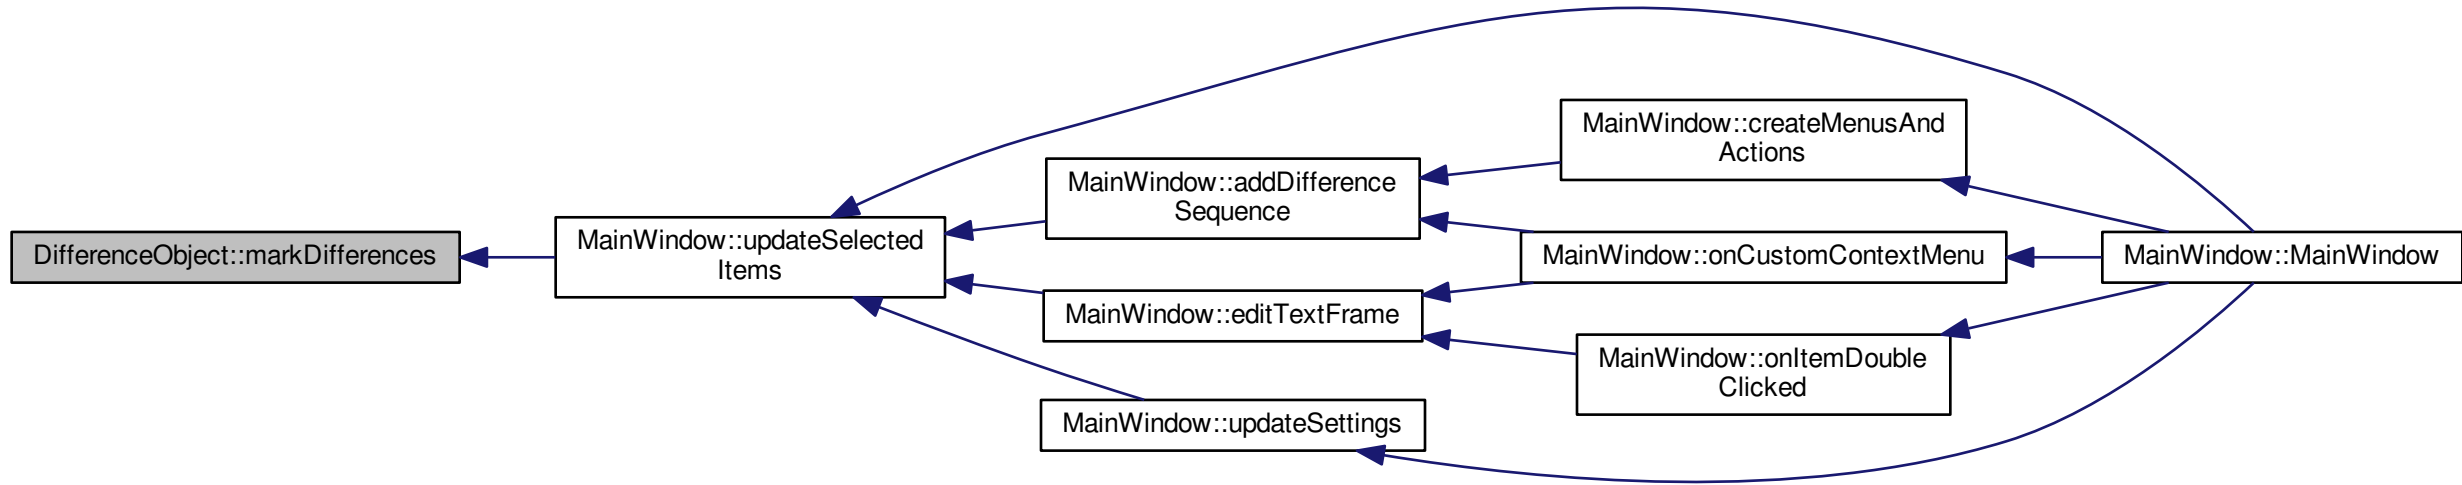 DifferenceObject::markDifferences
MainWindow::updateSelected
Items
MainWindow::addDifference
Sequence
MainWindow::editTextFrame
MainWindow::updateSettings
MainWindow::createMenusAnd
Actions
MainWindow::onCustomContextMenu
MainWindow::onItemDouble
Clicked
MainWindow::MainWindow